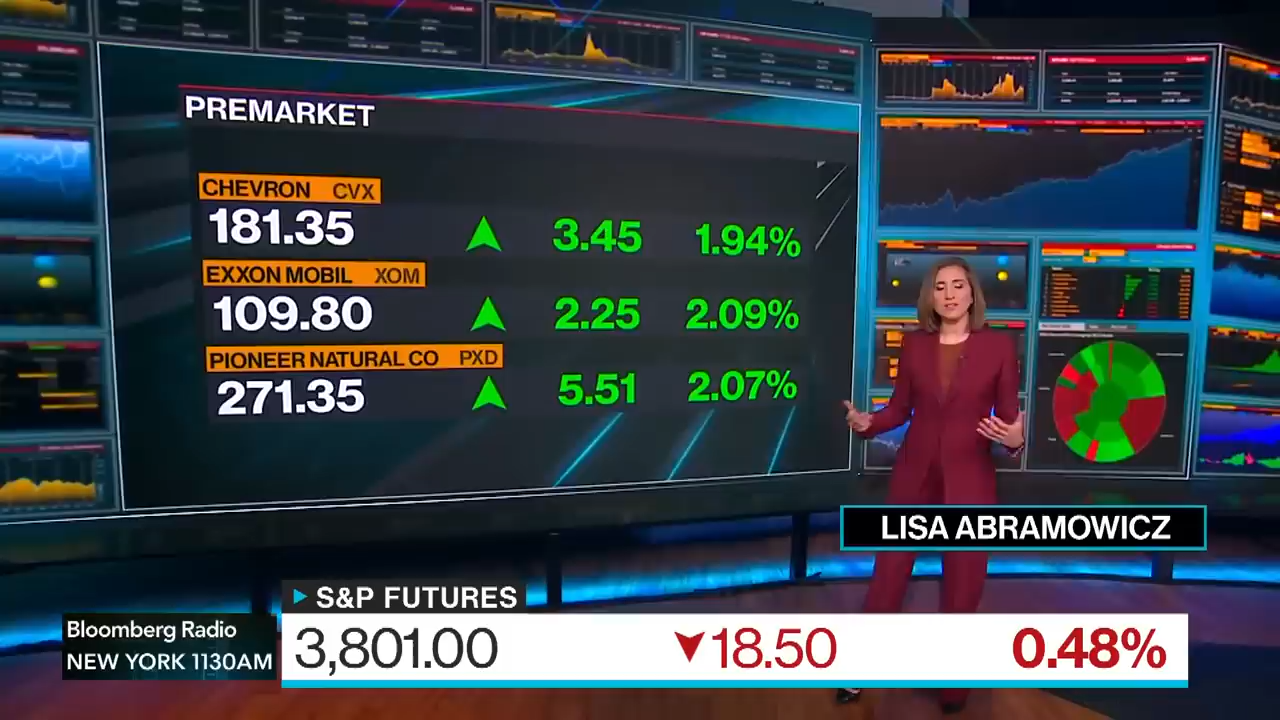 PREMARKET
CHEVRON CVX
181.35 ▲ 3.45 1.94%
EXXON MOBIL XOM
109.80 ▲ 2.25 2.09%
PIONEER NATURAL CO PXD
271.35 ▲ 5.51 2.07%
LISA ABRAMOWICZ
S&P FUTURES
Bloomberg Radio
NEW YORK 1130AM
3,801.00 ▼18.50 0.48%